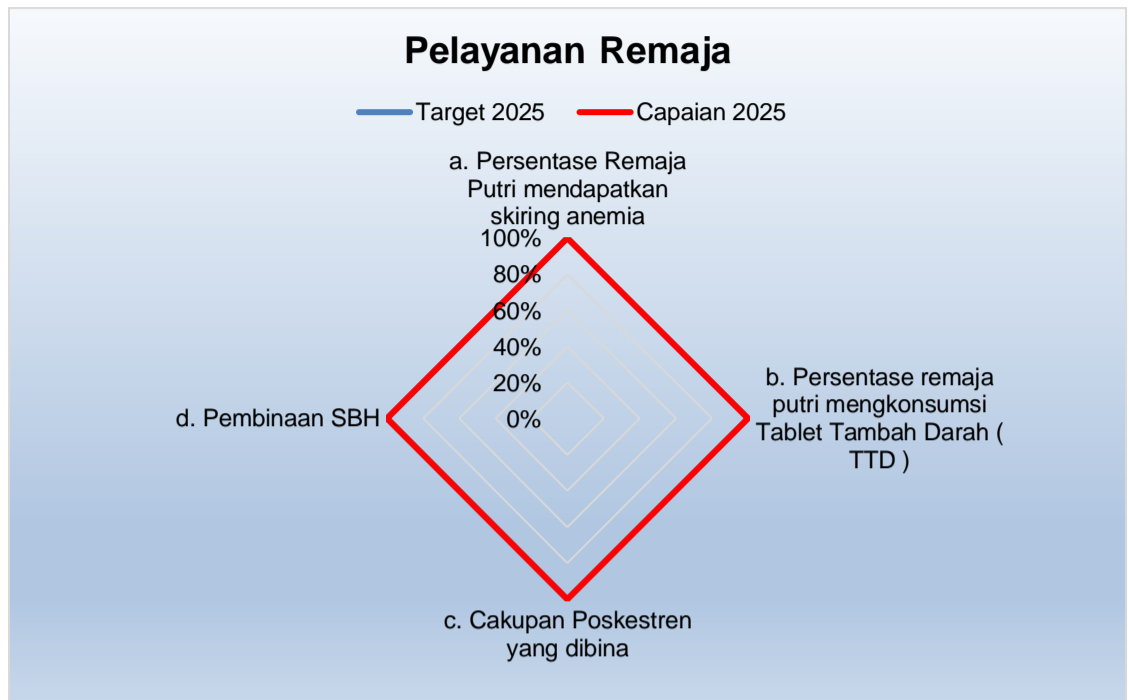 Pelayanan Remaja
Target 2025
Capaian 2025
a. Persentase Remaja
Putri mendapatkan
skiring anemia
100%
80%
60%
40%
20%
0%
b. Persentase remaja
putri mengkonsumsi
Tablet Tambah Darah (
TTD )
d. Pembinaan SBH
c. Cakupan Poskestren
yang dibina